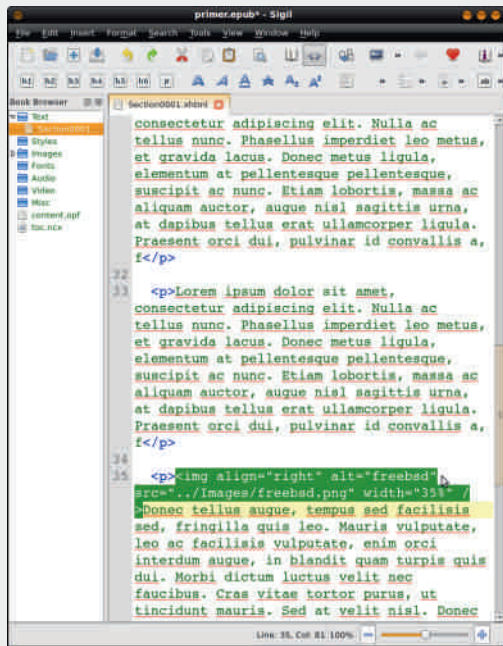 primer.epub* - Sigil
File Edit Insert Format Search Tools View Window Help
h1 h2 h3 h4 h5 h6 p A A A A A₂ A²
Book Browser
Section0001.xhtml
Text
Section0001
Styles
Images
Fonts
Audio
Video
Misc
content.opf
toc.ncx
consectetur adipiscing elit. Nulla ac
tellus nunc. Phasellus imperdiet leo metus,
et gravida lacus. Donec metus ligula,
elementum at pellentesque pellentesque,
suscipit ac nunc. Etiam lobortis, massa ac
aliquam auctor, augue nisl sagittis urna,
at dapibus tellus erat ullamcorper ligula.
Praesent orci dui, pulvinar id convallis a,
f</p>
32
33 <p>Lorem ipsum dolor sit amet,
consectetur adipiscing elit. Nulla ac
tellus nunc. Phasellus imperdiet leo metus,
et gravida lacus. Donec metus ligula,
elementum at pellentesque pellentesque,
suscipit ac nunc. Etiam lobortis, massa ac
aliquam auctor, augue nisl sagittis urna,
at dapibus tellus erat ullamcorper ligula.
Praesent orci dui, pulvinar id convallis a,
f</p>
34
35 <p><img align="right" alt="freebsd"
src="../Images/freebsd.png" width="35%" /
>Donec tellus augue, tempus sed facilisis
sed, fringilla quis leo. Mauris vulputate,
leo ac facilisis vulputate, enim orci
interdum augue, in blandit quam turpis quis
dui. Morbi dictum luctus velit nec
faucibus. Cras vitae tortor purus, ut
tincidunt mauris. Sed at velit nisl. Donec
Line: 35, Col: 81 100%